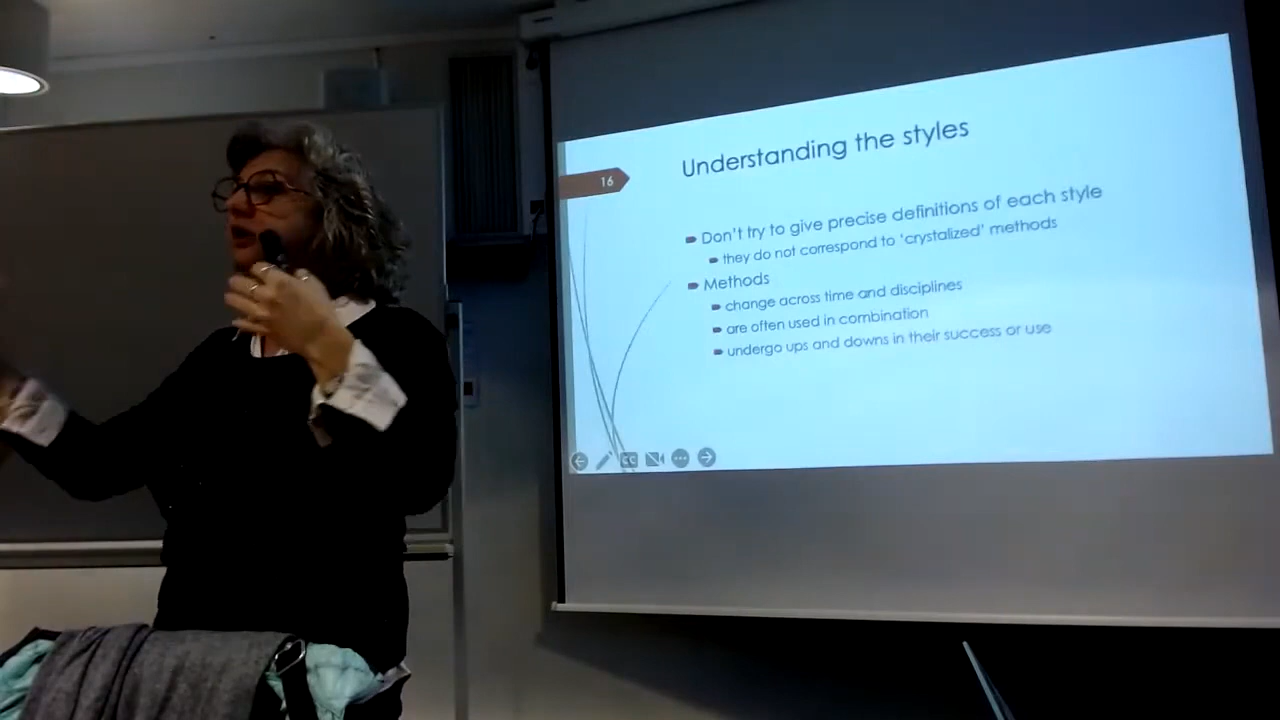 16
Understanding the styles
Don't try to give precise definitions of each style
they do not correspond to 'crystalized' methods
Methods
change across time and disciplines
are often used in combination
undergo ups and downs in their success or use
CC